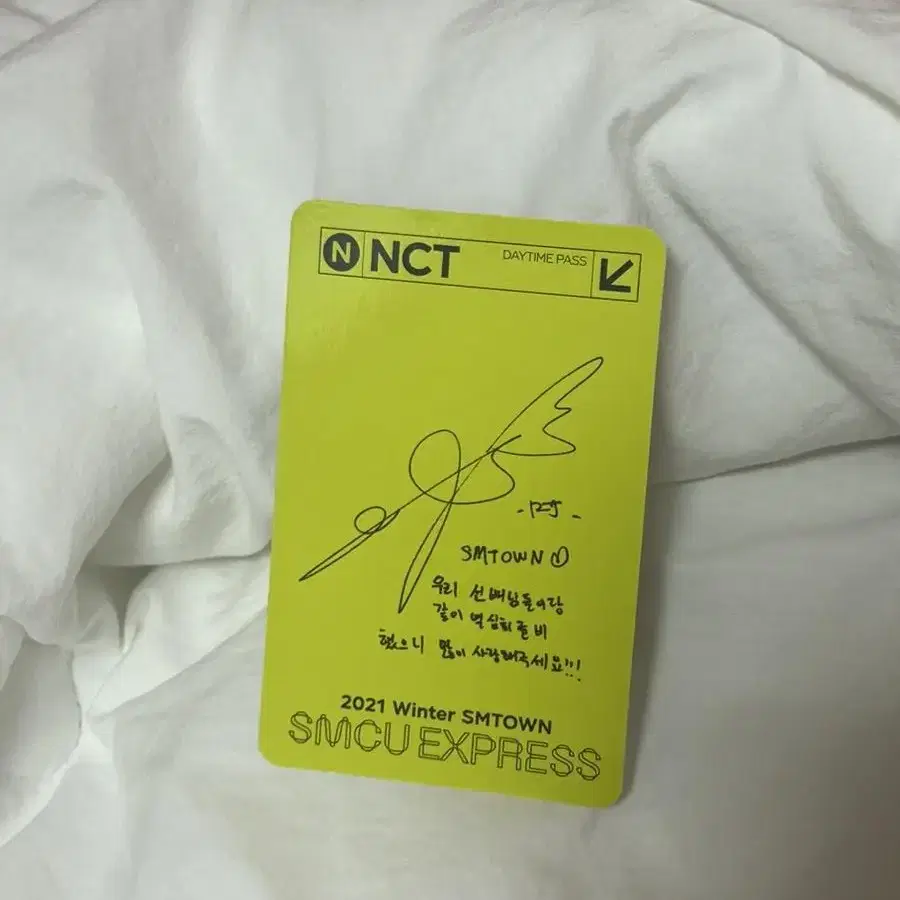 N NCT DAYTIME PASS
SMTOWN ①
우리 선배님들이랑
같이 열심히 준비
했으니 많이 사랑해주세요!!!
2021 Winter SMTOWN
SMCU EXPRESS